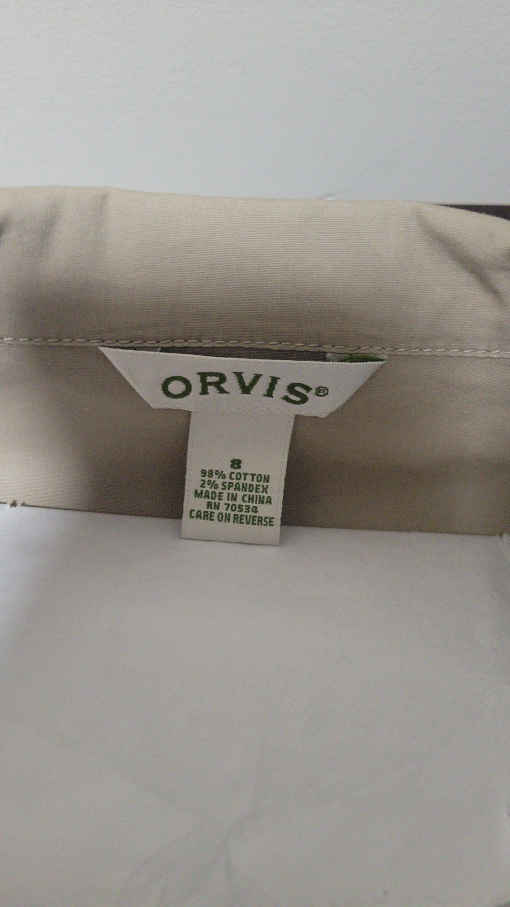 ORVIS®
8
98% COTTON
2% SPANDEX
MADE IN CHINA
RN 70534
CARE ON REVERSE